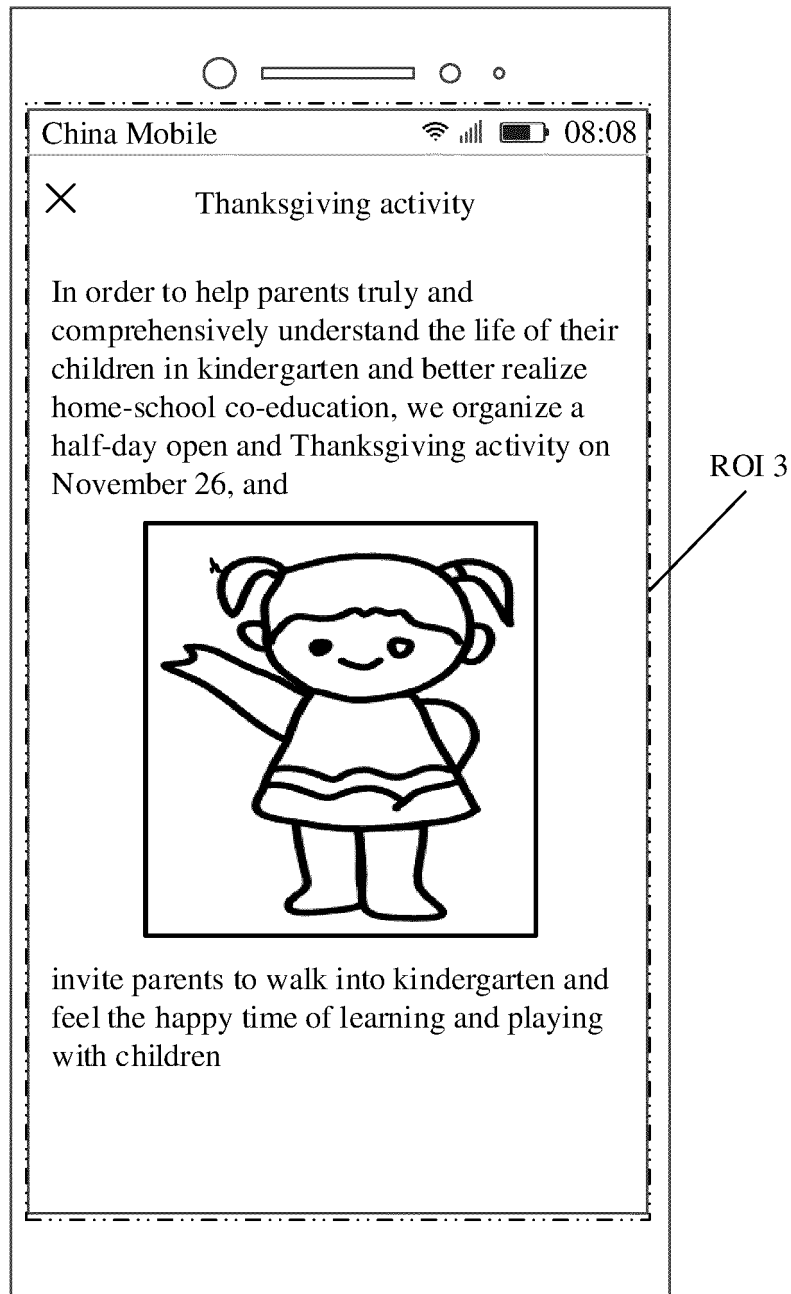 China Mobile 08:08
Thanksgiving activity
In order to help parents truly and
comprehensively understand the life of their
children in kindergarten and better realize
home-school co-education, we organize a
half-day open and Thanksgiving activity on
November 26, and
ROI 3
invite parents to walk into kindergarten and
feel the happy time of learning and playing
with children